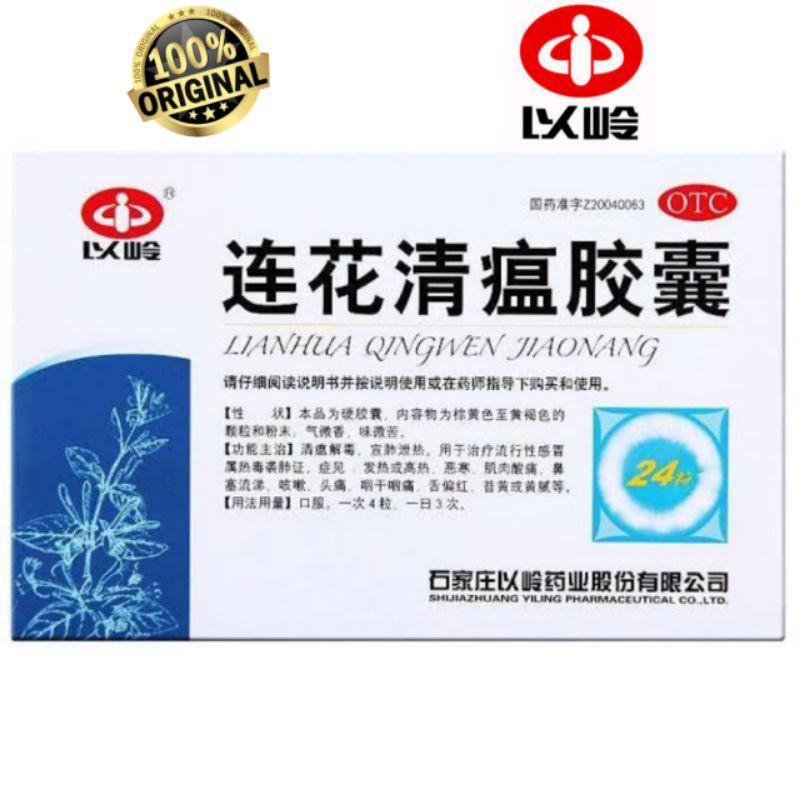 100% ORIGINAL
100%
ORIGINAL
100% ORIGINAL
以岭
以岭
®
国药准字Z20040063
OTC
连花清瘟胶囊
LIANHUA QINGWEN JIAONANG
请仔细阅读说明书并按说明使用或在药师指导下购买和使用。
【性 状】本品为硬胶囊，内容物为棕黄色至黄褐色的
颗粒和粉末；气微香，味微苦。
【功能主治】清瘟解毒，宣肺泄热。用于治疗流行性感冒
属热毒袭肺证，症见：发热或高热，恶寒，肌肉酸痛，鼻
塞流涕，咳嗽，头痛，咽干咽痛，舌偏红，苔黄或黄腻等。
【用法用量】口服。一次4粒，一日3次。
24粒
石家庄以岭药业股份有限公司
SHIJIAZHUANG YILING PHARMACEUTICAL CO.,LTD.